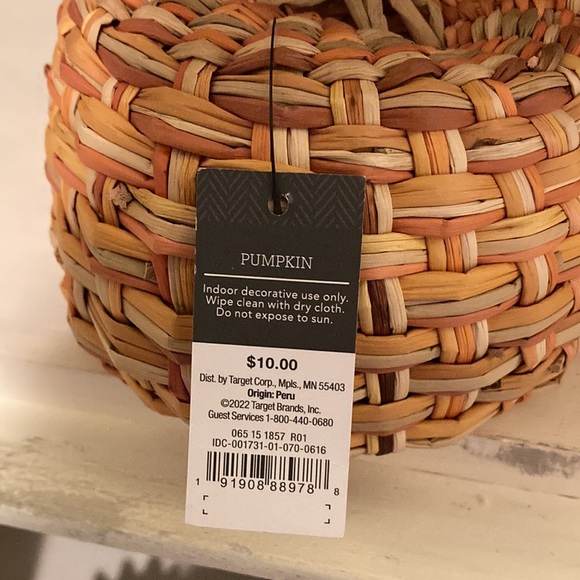 PUMPKIN
Indoor decorative use only.
Wipe clean with dry cloth.
Do not expose to sun.
$10.00
Dist. by Target Corp., Mpls., MN 55403
Origin: Peru
©2022 Target Brands, Inc.
Guest Services 1-800-440-0680
065 15 1857 R01
IDC-001731-01-070-0616
1 91908 88978 8